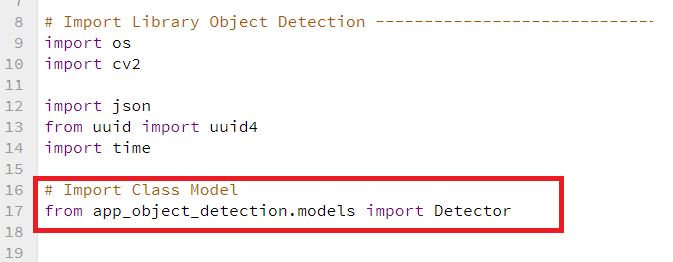 7
8 # Import Library Object Detection ------------------------------
9 import os
10 import cv2
11
12 import json
13 from uuid import uuid4
14 import time
15
16 # Import Class Model
17 from app_object_detection.models import Detector
18
19